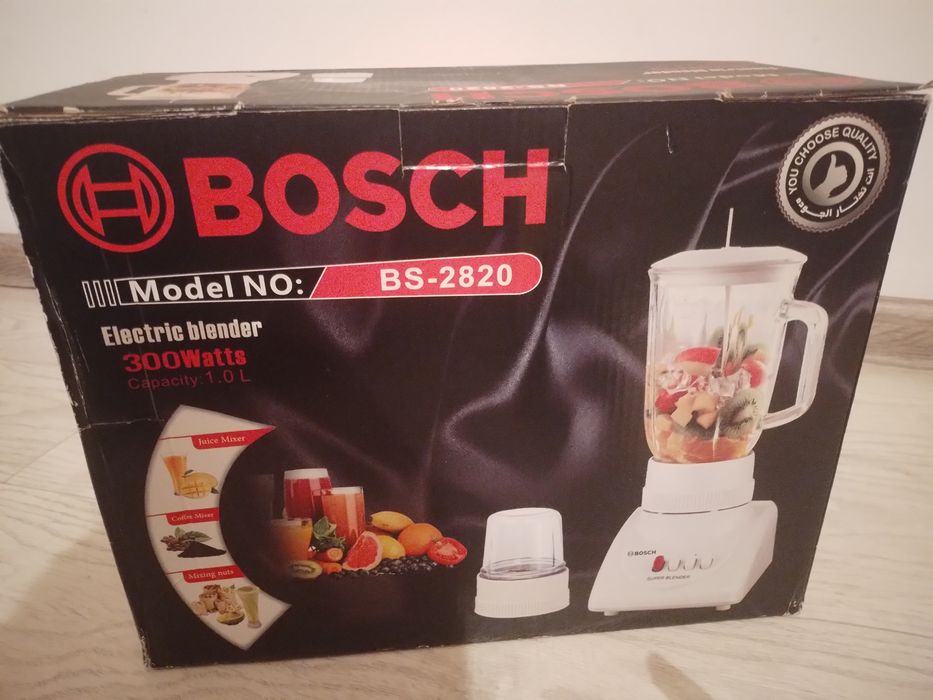 BOSCH
YOU CHOOSE QUALITY
انت تختار الجوده
Model NO: BS-2820
Electric blender
300Watts
Capacity:1.0 L
Juice Mixer
Coffee Mixer
Mixing nuts
BOSCH
SUPER BLENDER